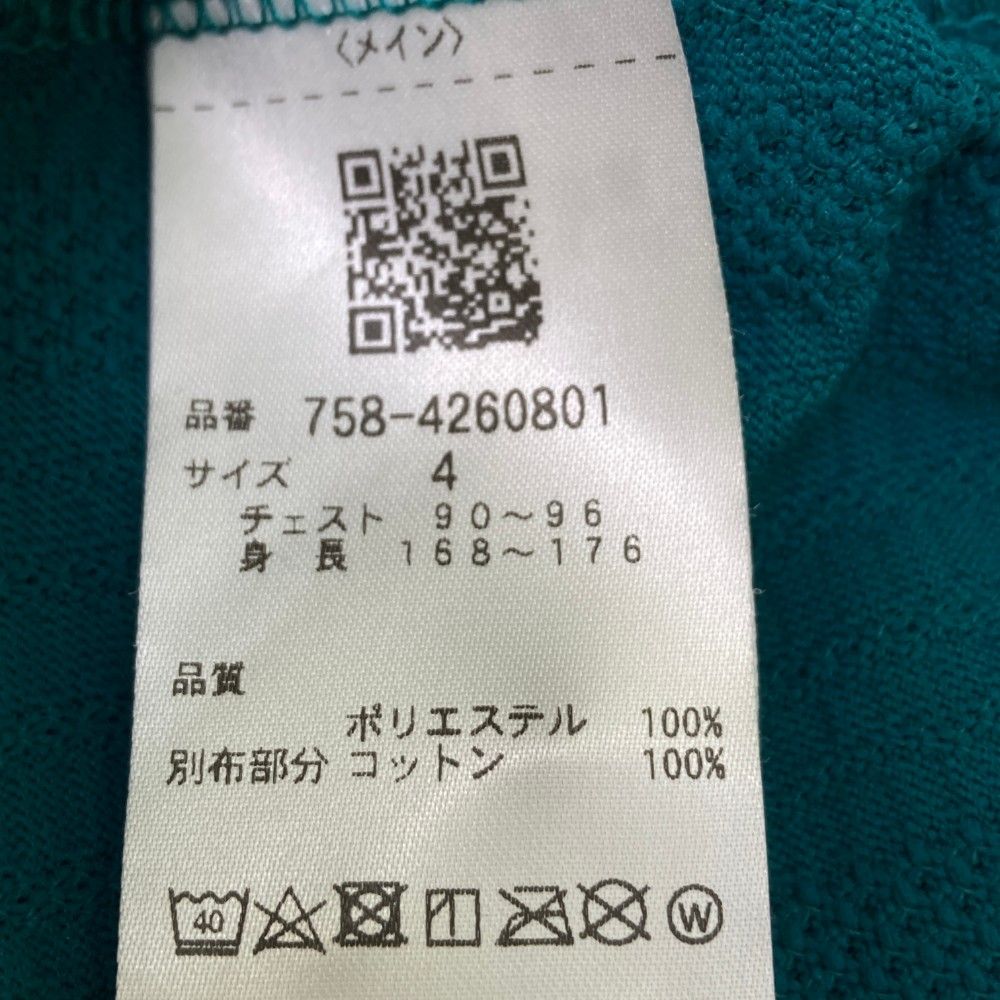 〈メイン〉
品番 758-4260801
サイズ 4
チェスト 90～96
身長 168～176
品質
ポリエステル 100%
別布部分 コットン 100%
40
W